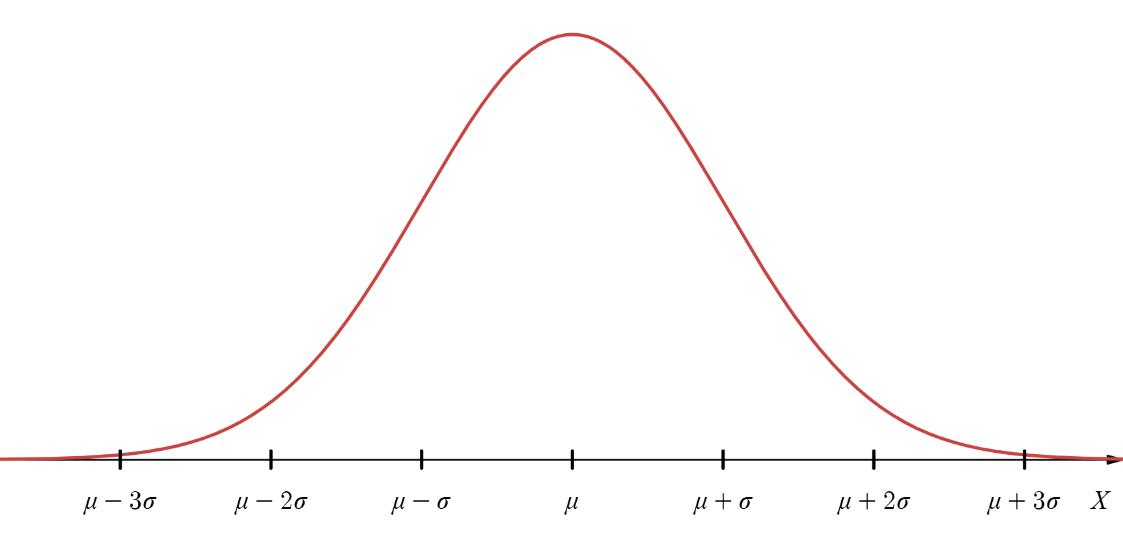 μ − 3σ μ − 2σ μ − σ μ μ + σ μ + 2σ μ + 3σ X